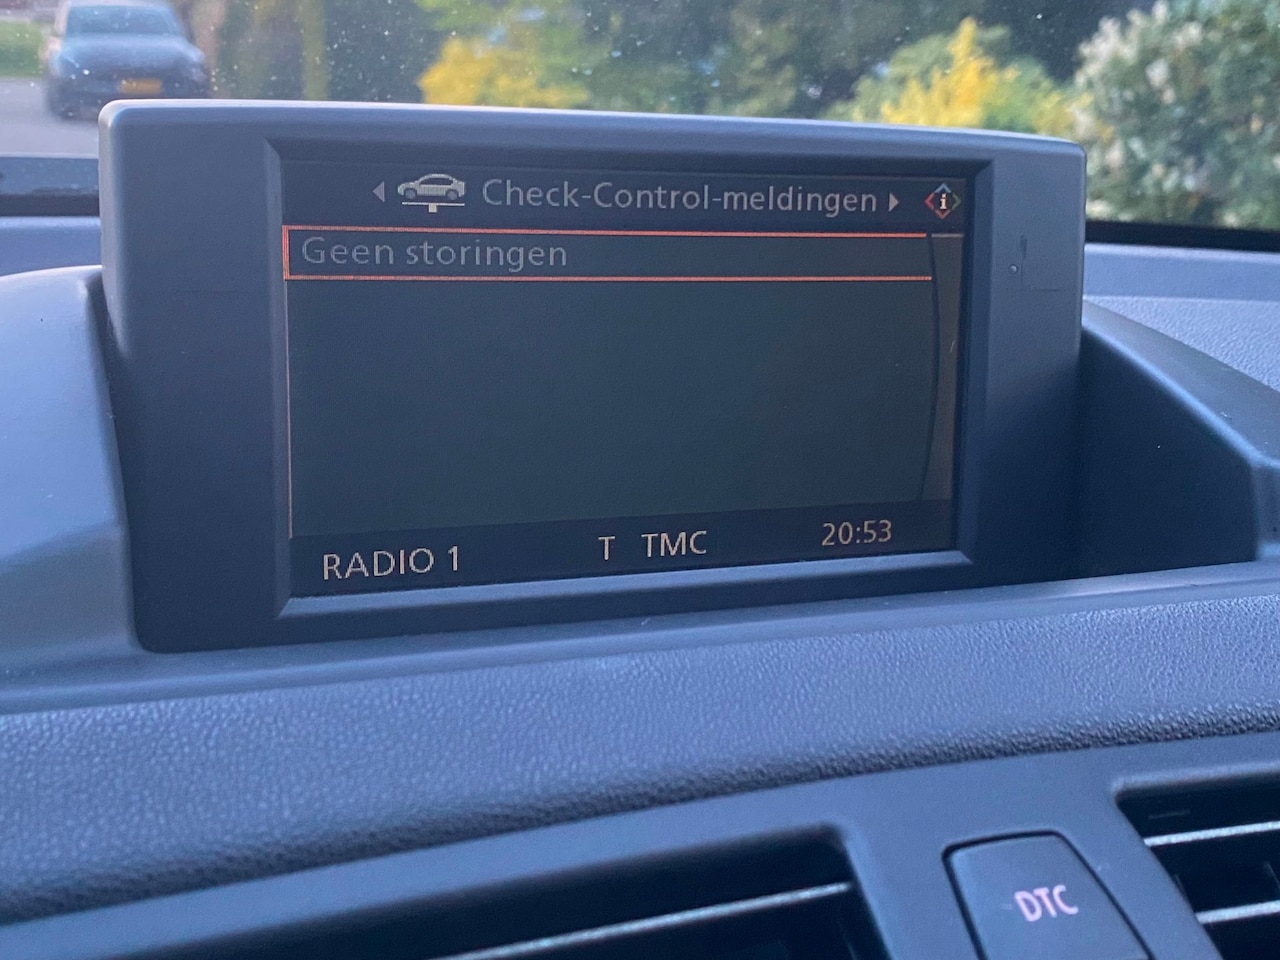 Check-Control-meldingen
Geen storingen
RADIO 1 T TMC 20:53
DTC